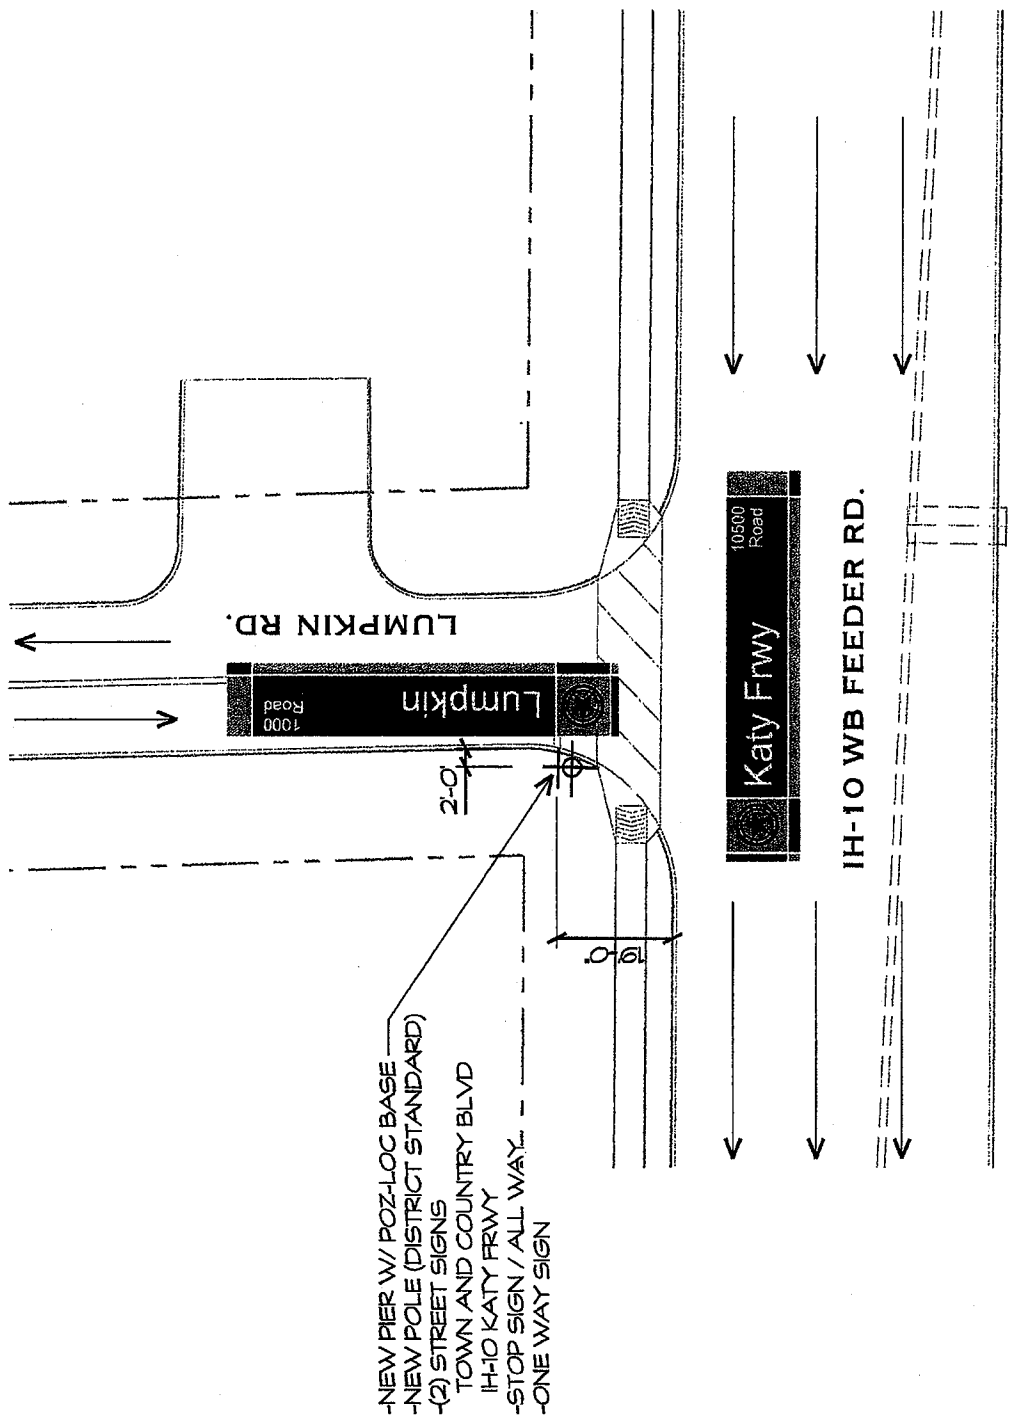 -NEW PIER W/ POZ-LOC BASE
-NEW POLE (DISTRICT STANDARD)
-(2) STREET SIGNS
TOWN AND COUNTRY BLVD
IH-10 KATY FRWY
-STOP SIGN / ALL WAY
-ONE WAY SIGN
2'-0"
19'-0"
LUMPKIN RD.
Lumpkin
1000
Road
Katy Frwy
10500
Road
IH-10 WB FEEDER RD.